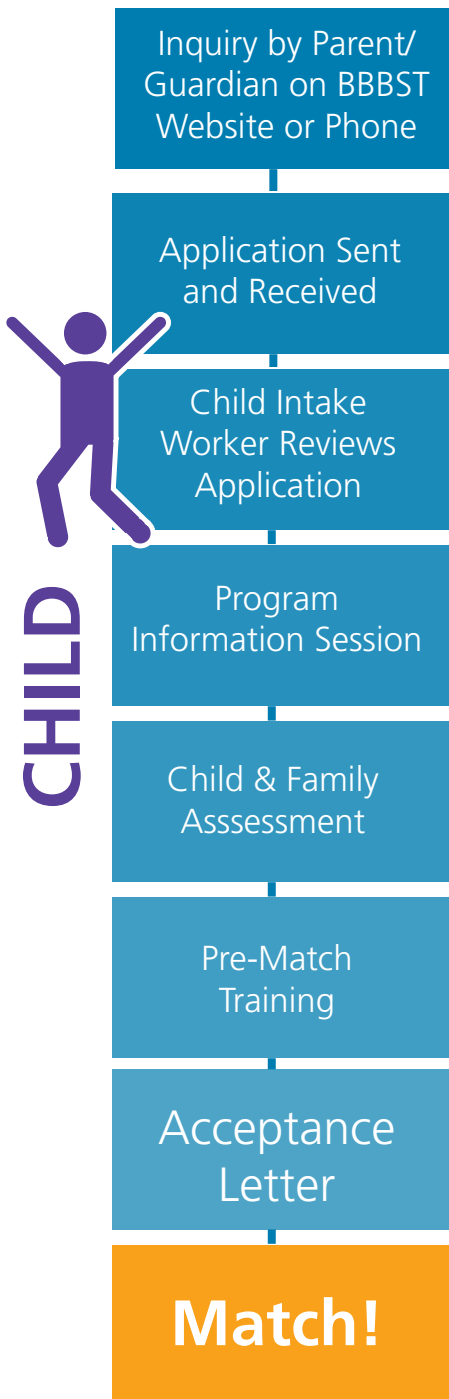 Inquiry by Parent/
Guardian on BBBST
Website or Phone
Application Sent
and Received
Child Intake
Worker Reviews
Application
Program
Information Session
Child & Family
Asssessment
Pre-Match
Training
Acceptance
Letter
Match!
CHILD